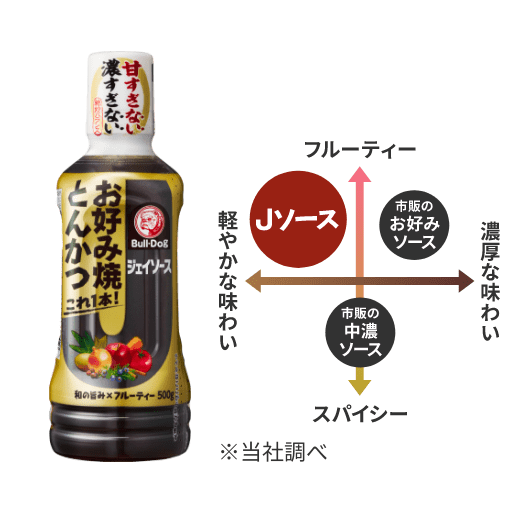 甘すぎない
濃すぎない
お好み焼
とんかつ
これ1本!
Bull-Dog
ジェイソース
和の旨み×フルーティー 500g
フルーティー
軽やかな味わい
Jソース
市販の
お好み
ソース
濃厚な味わい
市販の
中濃
ソース
スパイシー
※当社調べ